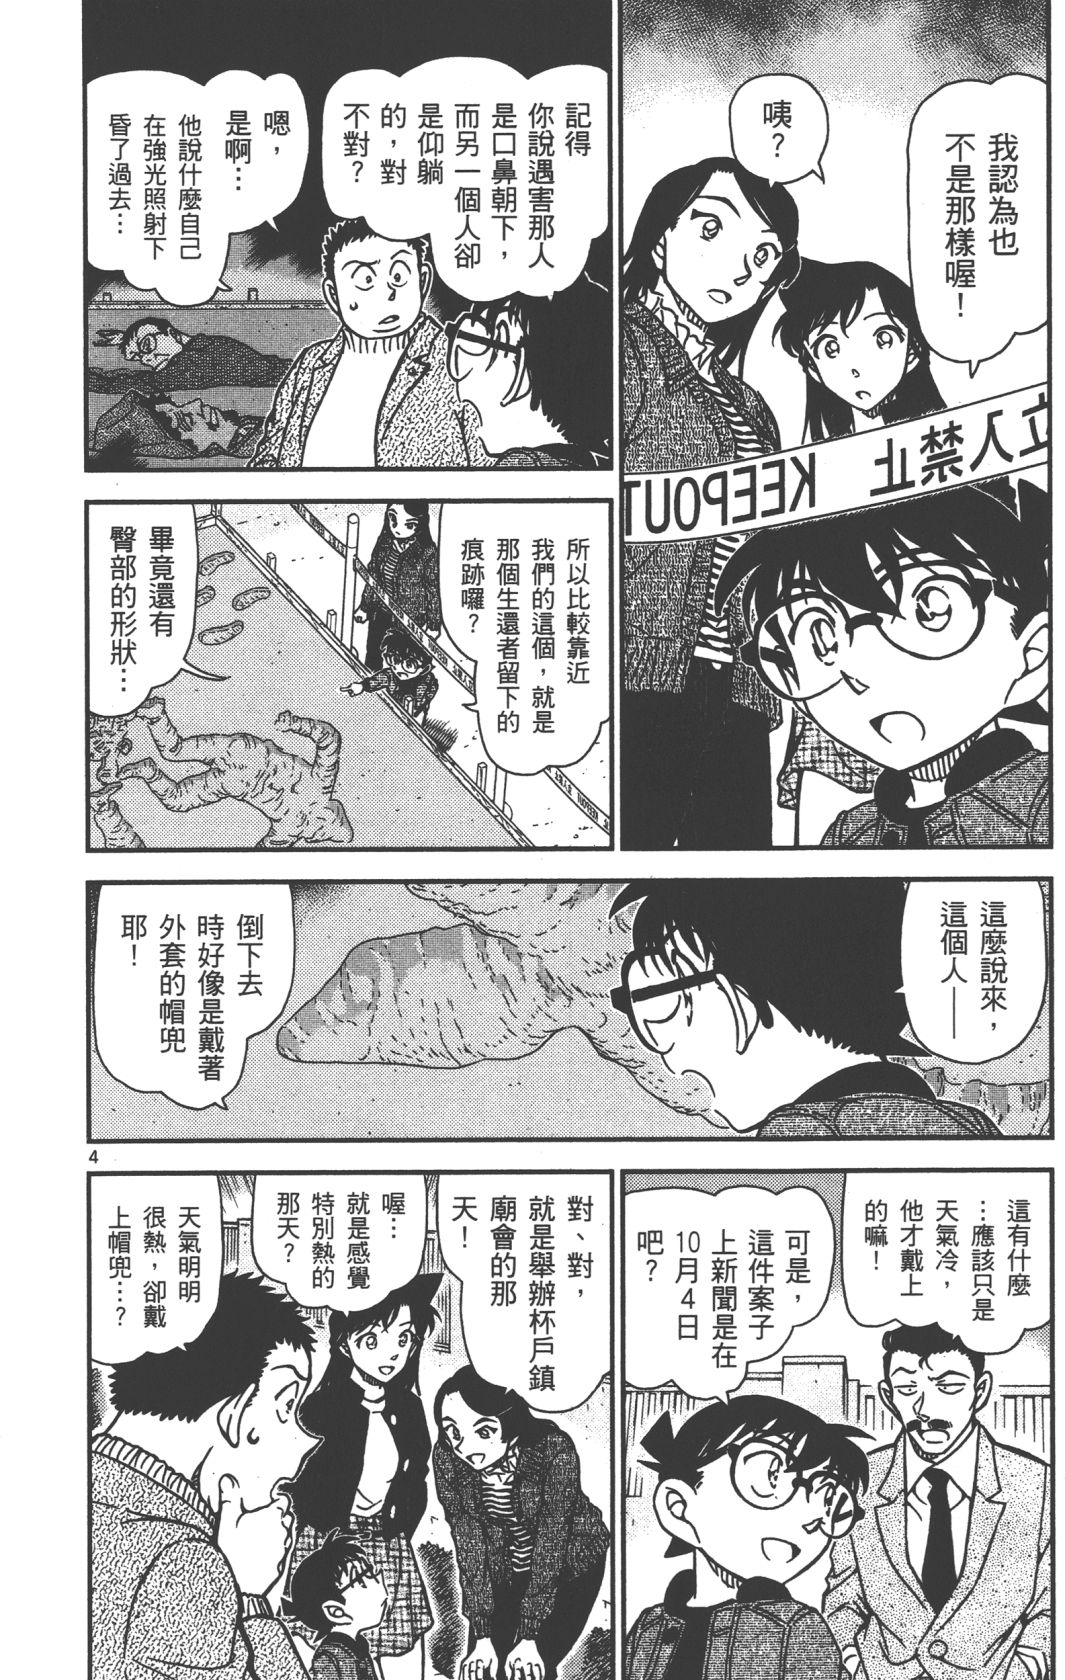 我認為也
不是那樣喔！
咦？
立入禁止 KEEPOUT
記得
你說遇害那人
是口鼻朝下，
而另一個人卻
是仰躺
的，對
不對？
嗯，
是啊…
他說什麼自己
在強光照射下
昏了過去…
所以比較靠近
我們的這個，就是
那個生還者留下的
痕跡囉？
畢竟還有
臀部的形狀…
這麼說來，
這個人——
倒下去
時好像是戴著
外套的帽兜
耶！
4
這有什麼
…應該只是
天氣冷，
他才戴上
的嘛！
可是，
這件案子
上新聞是在
10月4日
吧？
對、對，
就是舉辦杯戶鎮
廟會的那
天！
喔…
就是感覺
特別熱的
那天？
天氣明明
很熱，卻戴
上帽兜…？